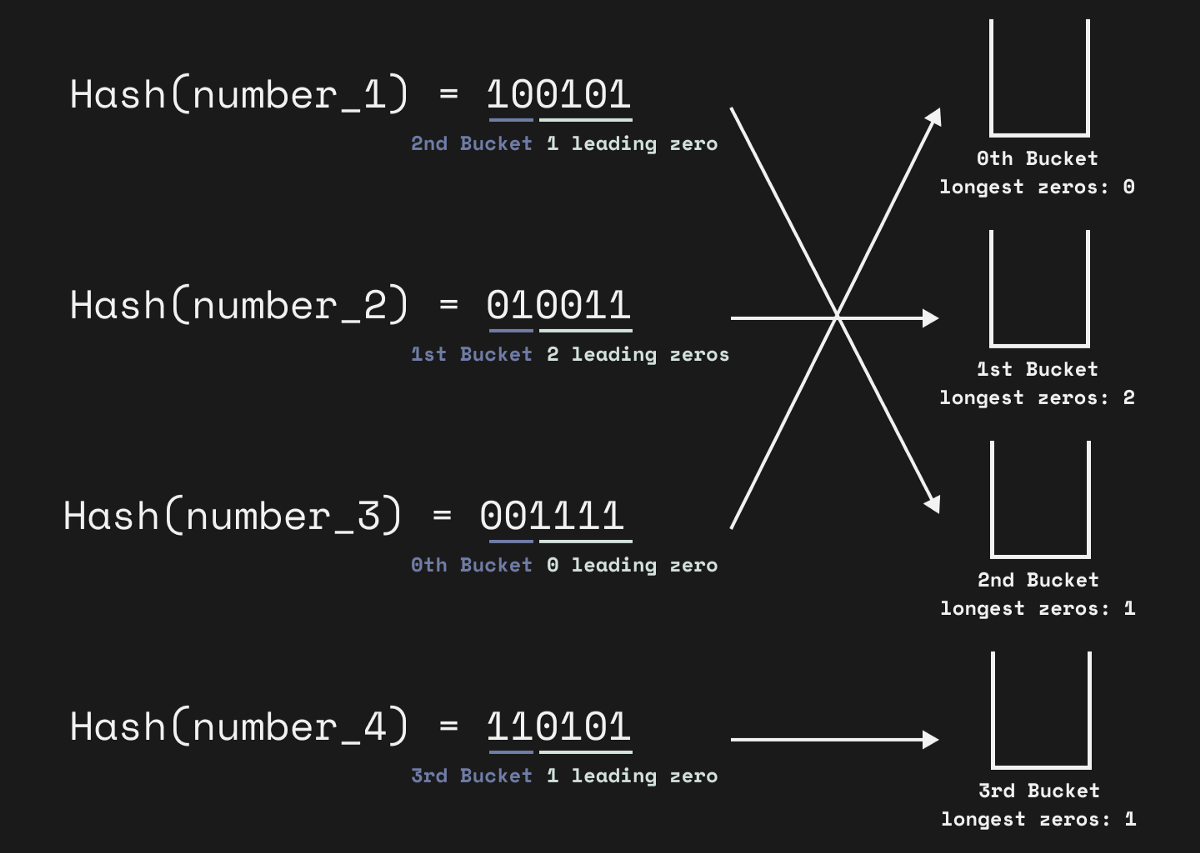 Hash(number_1) = 100101
2nd Bucket 1 leading zero
0th Bucket
longest zeros: 0
Hash(number_2) = 010011
1st Bucket 2 leading zeros
1st Bucket
longest zeros: 2
Hash(number_3) = 001111
0th Bucket 0 leading zero
2nd Bucket
longest zeros: 1
Hash(number_4) = 110101
3rd Bucket 1 leading zero
3rd Bucket
longest zeros: 1